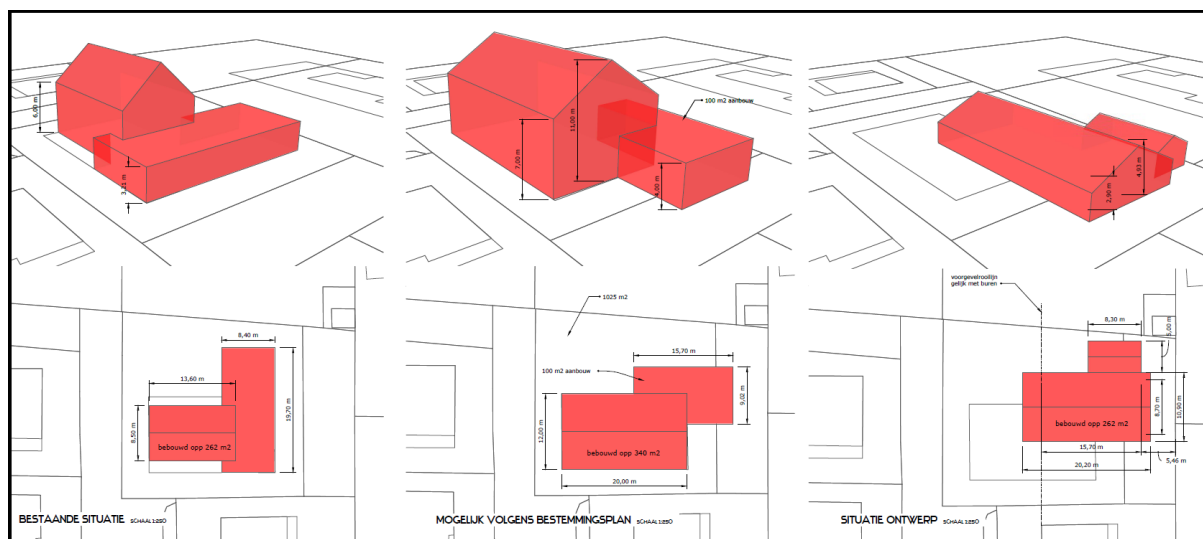 6,00 m
3,21 m
11,00 m
7,00 m
4,00 m
100 m2 aanbouw
4,93 m
2,90 m
8,40 m
13,60 m
8,50 m
19,70 m
bebouwd opp 262 m2
BESTAANDE SITUATIE SCHAAL 1:250
1025 m2
15,70 m
100 m2 aanbouw
9,02 m
12,00 m
bebouwd opp 340 m2
20,00 m
MOGELIJK VOLGENS BESTEMMINGSPLAN SCHAAL 1:250
voorgevelrooilijn
gelijk met buren
8,30 m
5,00 m
8,70 m
10,90 m
bebouwd opp 262 m2
15,70 m
5,46 m
20,20 m
SITUATIE ONTWERP SCHAAL 1:250